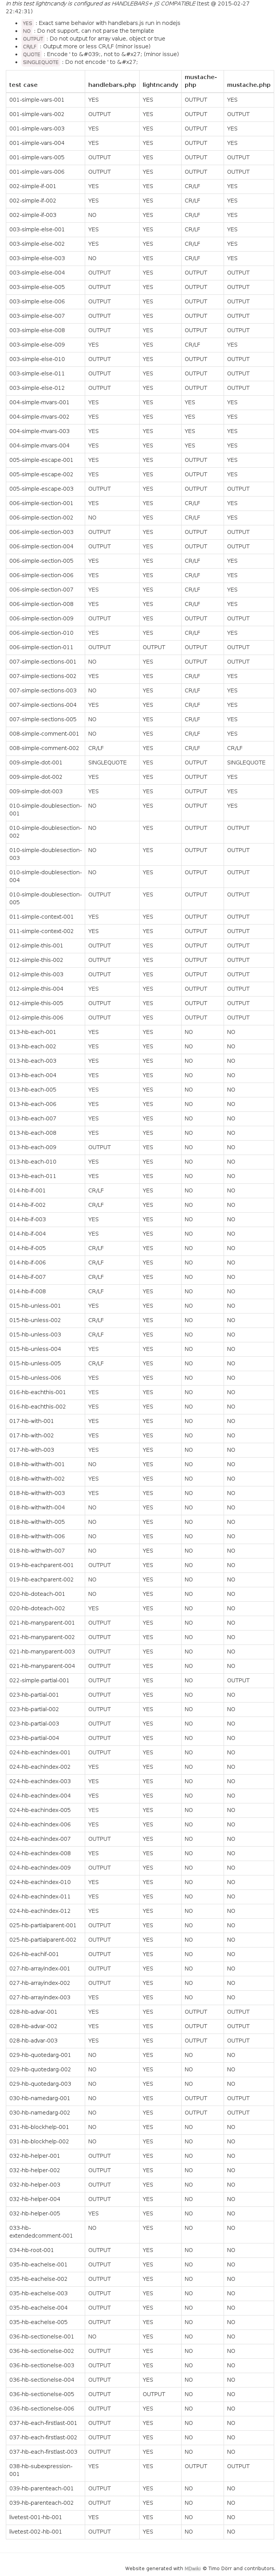 In this test lightncandy is configured as HANDLEBARS+ JS COMPATIBLE (test @ 2015-02-27
22:42:31)
YES : Exact same behavior with handlebars.js run in nodejs
NO : Do not support, can not parse the template
OUTPUT : Do not output for array value, object or true
CR/LF : Output more or less CR/LF (minor issue)
QUOTE : Encode ' to &#039;, not to &#x27; (minor issue)
SINGLEQUOTE : Do not encode ' to &#x27;
test case handlebars.php lightncandy mustache-php mustache.php
001-simple-vars-001 YES YES OUTPUT YES
001-simple-vars-002 OUTPUT YES OUTPUT OUTPUT
001-simple-vars-003 YES YES OUTPUT YES
001-simple-vars-004 YES YES OUTPUT YES
001-simple-vars-005 OUTPUT YES OUTPUT OUTPUT
001-simple-vars-006 OUTPUT YES OUTPUT OUTPUT
002-simple-if-001 YES YES CR/LF YES
002-simple-if-002 YES YES CR/LF YES
002-simple-if-003 NO YES CR/LF YES
003-simple-else-001 YES YES CR/LF YES
003-simple-else-002 YES YES CR/LF YES
003-simple-else-003 NO YES CR/LF YES
003-simple-else-004 OUTPUT YES OUTPUT OUTPUT
003-simple-else-005 OUTPUT YES OUTPUT OUTPUT
003-simple-else-006 OUTPUT YES OUTPUT OUTPUT
003-simple-else-007 OUTPUT YES OUTPUT OUTPUT
003-simple-else-008 OUTPUT YES OUTPUT OUTPUT
003-simple-else-009 YES YES CR/LF YES
003-simple-else-010 OUTPUT YES OUTPUT OUTPUT
003-simple-else-011 OUTPUT YES OUTPUT OUTPUT
003-simple-else-012 OUTPUT YES OUTPUT OUTPUT
004-simple-mvars-001 YES YES YES YES
004-simple-mvars-002 YES YES YES YES
004-simple-mvars-003 YES YES YES YES
004-simple-mvars-004 YES YES YES YES
005-simple-escape-001 YES YES OUTPUT YES
005-simple-escape-002 YES YES OUTPUT YES
005-simple-escape-003 OUTPUT YES OUTPUT OUTPUT
006-simple-section-001 YES YES CR/LF YES
006-simple-section-002 NO YES CR/LF YES
006-simple-section-003 OUTPUT YES OUTPUT OUTPUT
006-simple-section-004 OUTPUT YES OUTPUT OUTPUT
006-simple-section-005 YES YES CR/LF YES
006-simple-section-006 YES YES CR/LF YES
006-simple-section-007 YES YES CR/LF YES
006-simple-section-008 YES YES CR/LF YES
006-simple-section-009 OUTPUT YES OUTPUT OUTPUT
006-simple-section-010 YES YES CR/LF YES
006-simple-section-011 OUTPUT OUTPUT OUTPUT OUTPUT
007-simple-sections-001 NO YES OUTPUT OUTPUT
007-simple-sections-002 YES YES CR/LF YES
007-simple-sections-003 NO YES CR/LF YES
007-simple-sections-004 YES YES CR/LF YES
007-simple-sections-005 NO YES CR/LF YES
008-simple-comment-001 NO YES CR/LF YES
008-simple-comment-002 CR/LF YES CR/LF CR/LF
009-simple-dot-001 SINGLEQUOTE YES OUTPUT SINGLEQUOTE
009-simple-dot-002 YES YES OUTPUT YES
009-simple-dot-003 YES YES OUTPUT YES
010-simple-doublesection-001 NO YES OUTPUT YES
010-simple-doublesection-002 NO YES OUTPUT OUTPUT
010-simple-doublesection-003 NO YES OUTPUT OUTPUT
010-simple-doublesection-004 NO YES OUTPUT OUTPUT
010-simple-doublesection-005 OUTPUT YES OUTPUT OUTPUT
011-simple-context-001 YES YES OUTPUT OUTPUT
011-simple-context-002 YES YES OUTPUT OUTPUT
012-simple-this-001 OUTPUT YES OUTPUT OUTPUT
012-simple-this-002 OUTPUT YES OUTPUT OUTPUT
012-simple-this-003 OUTPUT YES OUTPUT OUTPUT
012-simple-this-004 YES YES OUTPUT OUTPUT
012-simple-this-005 OUTPUT YES OUTPUT OUTPUT
012-simple-this-006 OUTPUT YES OUTPUT OUTPUT
013-hb-each-001 YES YES NO NO
013-hb-each-002 YES YES NO NO
013-hb-each-003 YES YES NO NO
013-hb-each-004 YES YES NO NO
013-hb-each-005 YES YES NO NO
013-hb-each-006 YES YES NO NO
013-hb-each-007 YES YES NO NO
013-hb-each-008 YES YES NO NO
013-hb-each-009 OUTPUT YES NO NO
013-hb-each-010 YES YES NO NO
013-hb-each-011 YES YES NO NO
014-hb-if-001 CR/LF YES NO NO
014-hb-if-002 CR/LF YES NO NO
014-hb-if-003 YES YES NO NO
014-hb-if-004 YES YES NO NO
014-hb-if-005 CR/LF YES NO NO
014-hb-if-006 CR/LF YES NO NO
014-hb-if-007 CR/LF YES NO NO
014-hb-if-008 CR/LF YES NO NO
015-hb-unless-001 YES YES NO NO
015-hb-unless-002 CR/LF YES NO NO
015-hb-unless-003 CR/LF YES NO NO
015-hb-unless-004 YES YES NO NO
015-hb-unless-005 CR/LF YES NO NO
015-hb-unless-006 YES YES NO NO
016-hb-eachthis-001 YES YES NO NO
016-hb-eachthis-002 YES YES NO NO
017-hb-with-001 YES YES NO NO
017-hb-with-002 YES YES NO NO
017-hb-with-003 YES YES NO NO
018-hb-withwith-001 NO YES NO NO
018-hb-withwith-002 YES YES NO NO
018-hb-withwith-003 YES YES NO NO
018-hb-withwith-004 NO YES NO NO
018-hb-withwith-005 NO YES NO NO
018-hb-withwith-006 NO YES NO NO
018-hb-withwith-007 NO YES NO NO
019-hb-eachparent-001 OUTPUT YES NO NO
019-hb-eachparent-002 NO YES NO NO
020-hb-doteach-001 NO YES NO NO
020-hb-doteach-002 YES YES NO NO
021-hb-manyparent-001 OUTPUT YES NO NO
021-hb-manyparent-002 OUTPUT YES NO NO
021-hb-manyparent-003 OUTPUT YES NO NO
021-hb-manyparent-004 OUTPUT YES NO NO
022-simple-partial-001 OUTPUT YES NO OUTPUT
023-hb-partial-001 OUTPUT YES NO NO
023-hb-partial-002 OUTPUT YES NO NO
023-hb-partial-003 OUTPUT YES NO NO
023-hb-partial-004 OUTPUT YES NO NO
024-hb-eachindex-001 OUTPUT YES NO NO
024-hb-eachindex-002 YES YES NO NO
024-hb-eachindex-003 YES YES NO NO
024-hb-eachindex-004 YES YES NO NO
024-hb-eachindex-005 YES YES NO NO
024-hb-eachindex-006 YES YES NO NO
024-hb-eachindex-007 OUTPUT YES NO NO
024-hb-eachindex-008 YES YES NO NO
024-hb-eachindex-009 OUTPUT YES NO NO
024-hb-eachindex-010 YES YES NO NO
024-hb-eachindex-011 YES YES NO NO
024-hb-eachindex-012 YES YES NO NO
025-hb-partialparent-001 OUTPUT YES NO NO
025-hb-partialparent-002 OUTPUT YES NO NO
026-hb-eachif-001 OUTPUT YES NO NO
027-hb-arrayindex-001 OUTPUT YES NO NO
027-hb-arrayindex-002 OUTPUT YES NO NO
027-hb-arrayindex-003 YES YES NO NO
028-hb-advar-001 YES YES OUTPUT OUTPUT
028-hb-advar-002 YES YES OUTPUT OUTPUT
028-hb-advar-003 YES YES OUTPUT OUTPUT
029-hb-quotedarg-001 NO YES NO NO
029-hb-quotedarg-002 NO YES NO NO
029-hb-quotedarg-003 NO YES NO NO
030-hb-namedarg-001 NO YES OUTPUT OUTPUT
030-hb-namedarg-002 NO YES OUTPUT OUTPUT
031-hb-blockhelp-001 NO YES NO NO
031-hb-blockhelp-002 NO YES NO NO
032-hb-helper-001 OUTPUT YES NO NO
032-hb-helper-002 OUTPUT YES NO NO
032-hb-helper-003 OUTPUT YES NO NO
032-hb-helper-004 OUTPUT YES NO NO
032-hb-helper-005 YES YES NO NO
033-hb-extendedcomment-001 NO YES NO NO
034-hb-root-001 OUTPUT YES NO NO
035-hb-eachelse-001 OUTPUT YES NO NO
035-hb-eachelse-002 OUTPUT YES NO NO
035-hb-eachelse-003 OUTPUT YES NO NO
035-hb-eachelse-004 OUTPUT YES NO NO
035-hb-eachelse-005 OUTPUT YES NO NO
036-hb-sectionelse-001 NO YES NO NO
036-hb-sectionelse-002 OUTPUT YES NO NO
036-hb-sectionelse-003 OUTPUT YES NO NO
036-hb-sectionelse-004 OUTPUT YES NO NO
036-hb-sectionelse-005 OUTPUT OUTPUT NO NO
036-hb-sectionelse-006 OUTPUT YES NO NO
037-hb-each-firstlast-001 OUTPUT YES NO NO
037-hb-each-firstlast-002 OUTPUT YES NO NO
037-hb-each-firstlast-003 OUTPUT YES NO NO
038-hb-subexpression-001 YES YES OUTPUT OUTPUT
039-hb-parenteach-001 OUTPUT YES NO NO
039-hb-parenteach-002 OUTPUT YES NO NO
livetest-001-hb-001 YES YES NO NO
livetest-002-hb-001 OUTPUT YES NO NO
Website generated with MDwiki © Timo Dörr and contributors.